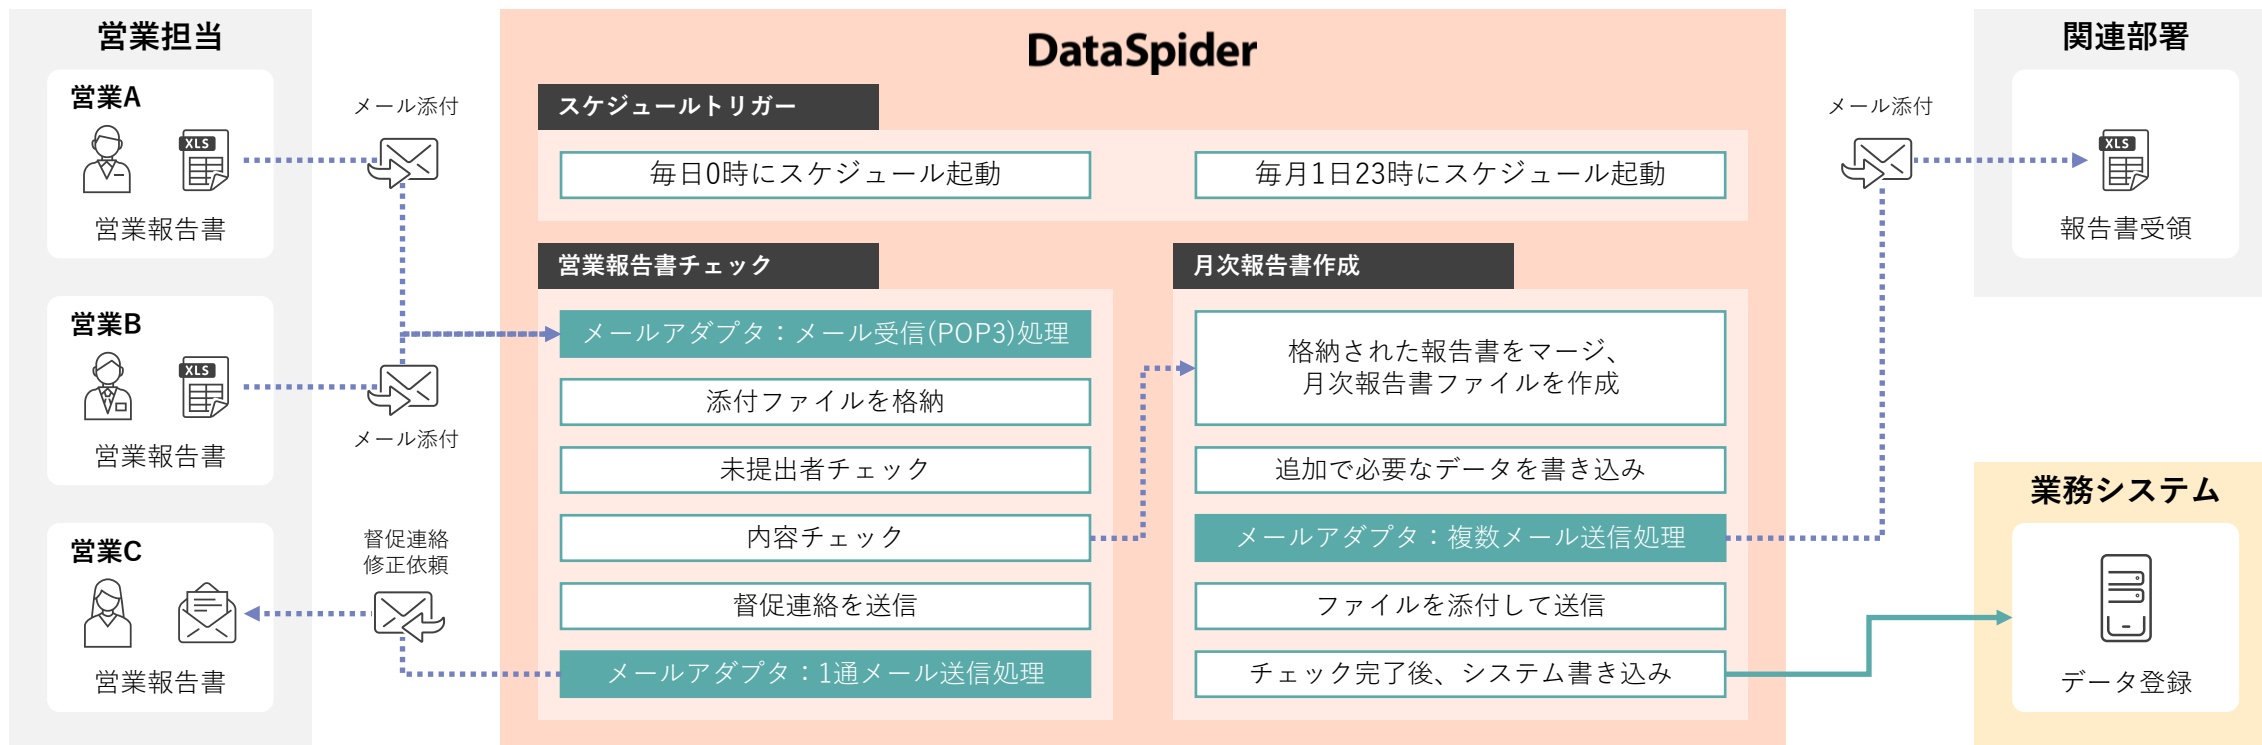 営業担当
営業A
XLS
営業報告書
メール添付
営業B
XLS
営業報告書
メール添付
営業C
営業報告書
督促連絡
修正依頼
DataSpider
スケジュールトリガー
毎日0時にスケジュール起動
毎月1日23時にスケジュール起動
営業報告書チェック
メールアダプタ：メール受信(POP3)処理
添付ファイルを格納
未提出者チェック
内容チェック
督促連絡を送信
メールアダプタ：1通メール送信処理
月次報告書作成
格納された報告書をマージ、
月次報告書ファイルを作成
追加で必要なデータを書き込み
メールアダプタ：複数メール送信処理
ファイルを添付して送信
チェック完了後、システム書き込み
メール添付
関連部署
XLS
報告書受領
業務システム
データ登録